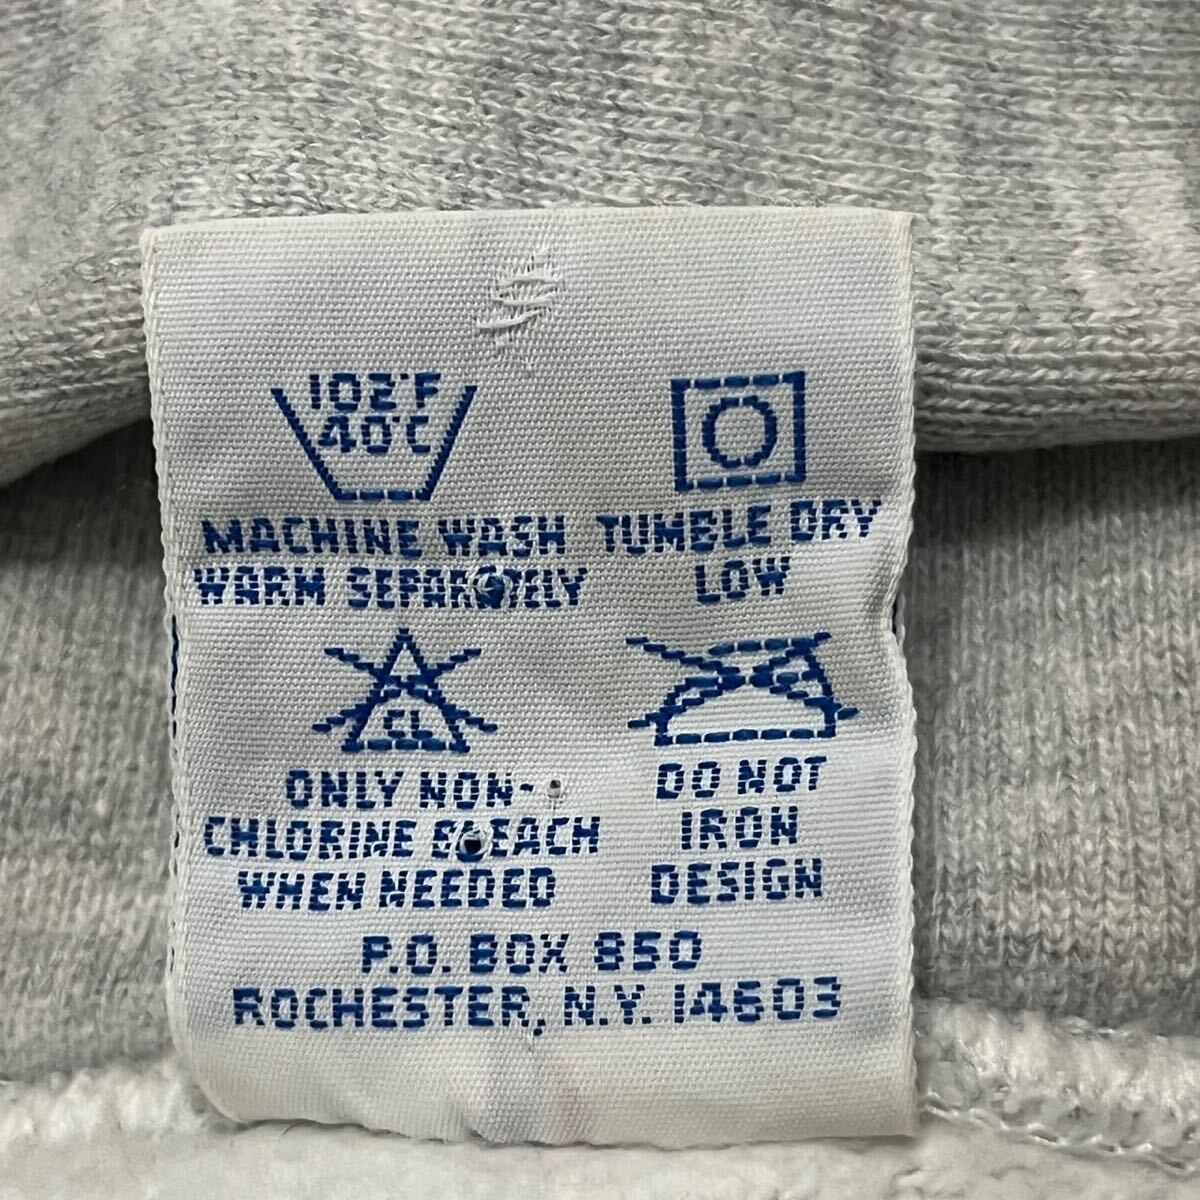 102°F
40°C
MACHINE WASH
WARM SEPARATELY
TUMBLE DRY
LOW
CL
ONLY NON-
CHLORINE BLEACH
WHEN NEEDED
DO NOT
IRON
DESIGN
P.O. BOX 850
ROCHESTER, N.Y. 14603